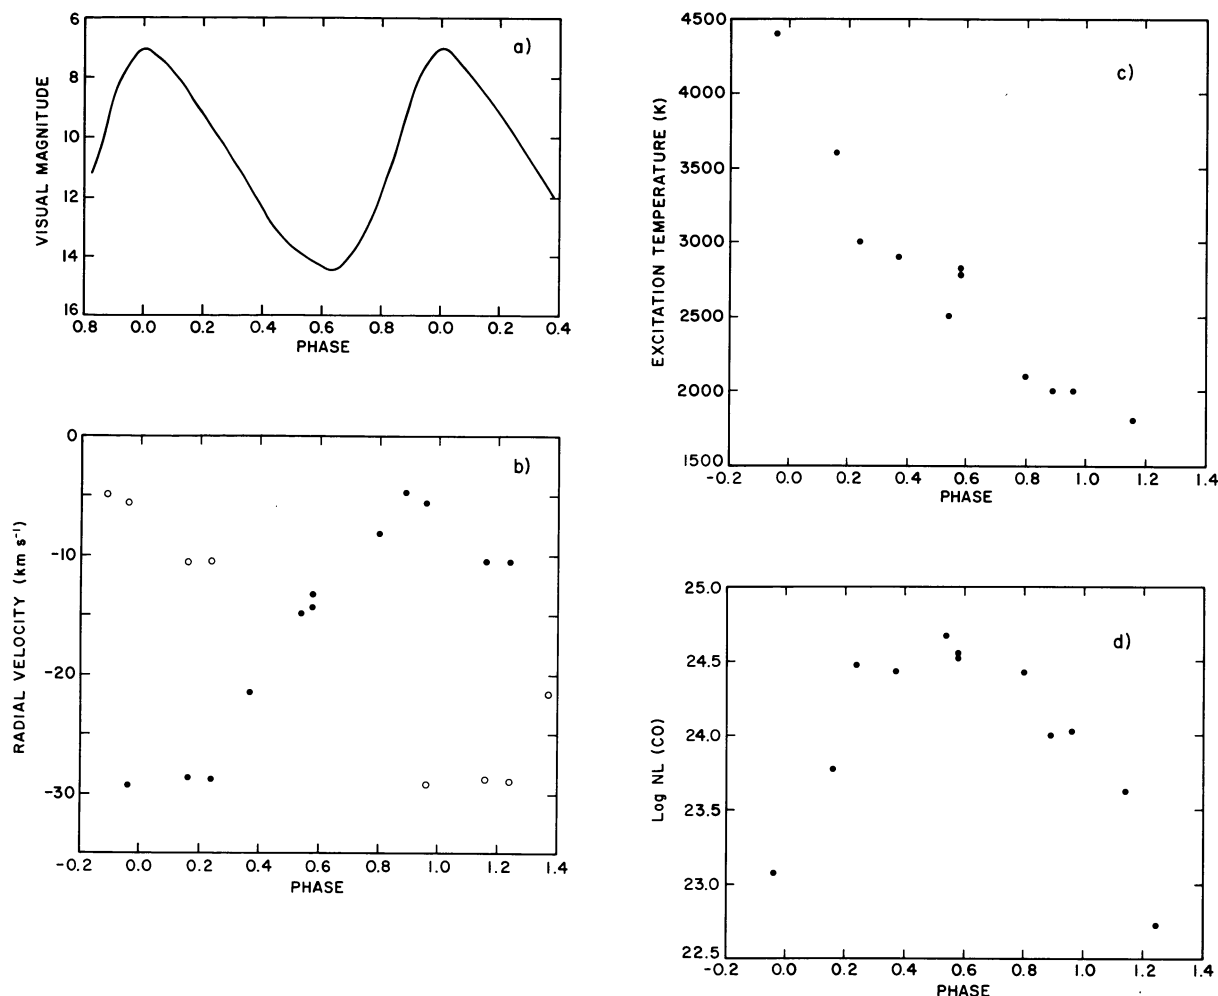 6
8
10
12
14
16
VISUAL MAGNITUDE
a)
0.8 0.0 0.2 0.4 0.6 0.8 0.0 0.2 0.4
PHASE
0
-10
-20
-30
RADIAL VELOCITY (km s⁻¹)
b)
-0.2 0.0 0.2 0.4 0.6 0.8 1.0 1.2 1.4
PHASE
4500
4000
3500
3000
2500
2000
1500
EXCITATION TEMPERATURE (K)
c)
-0.2 0.0 0.2 0.4 0.6 0.8 1.0 1.2 1.4
PHASE
25.0
24.5
24.0
23.5
23.0
22.5
Log NL (CO)
d)
-0.2 0.0 0.2 0.4 0.6 0.8 1.0 1.2 1.4
PHASE